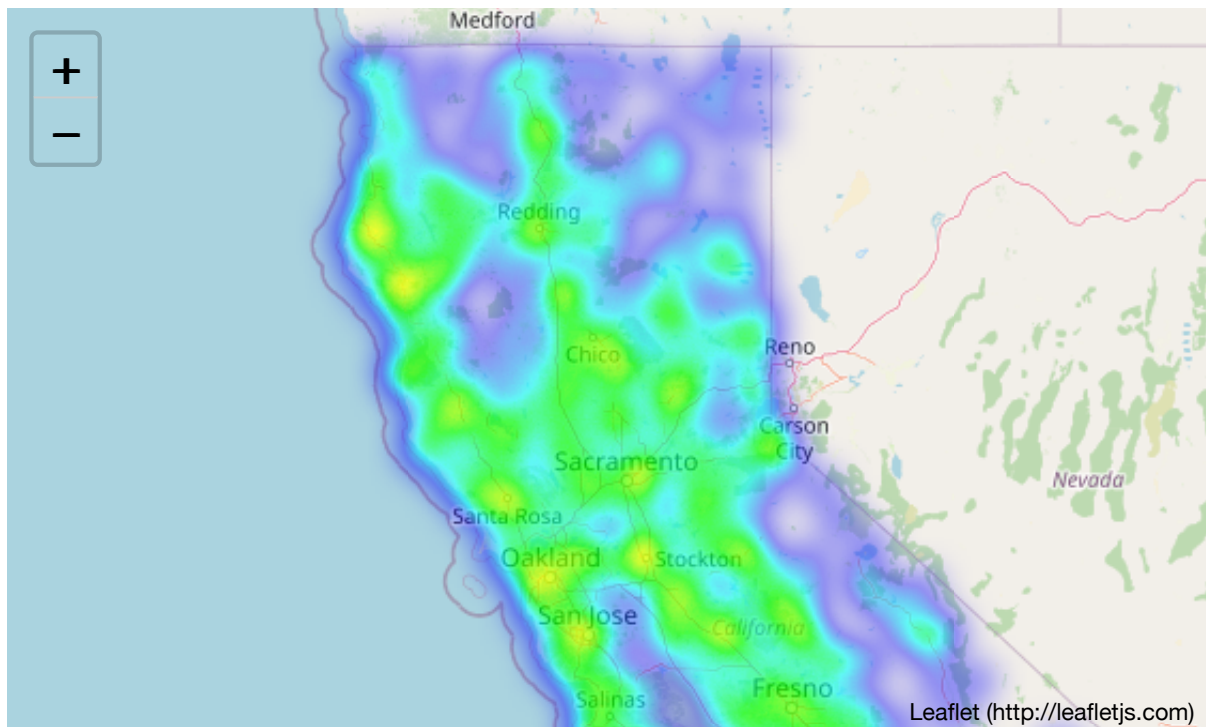 Medford
+
−
Redding
Reno
Chico
Carson
City
Sacramento
Nevada
Santa Rosa
Oakland
Stockton
San Jose
California
Fresno
Salinas
Leaflet (http://leafletjs.com)